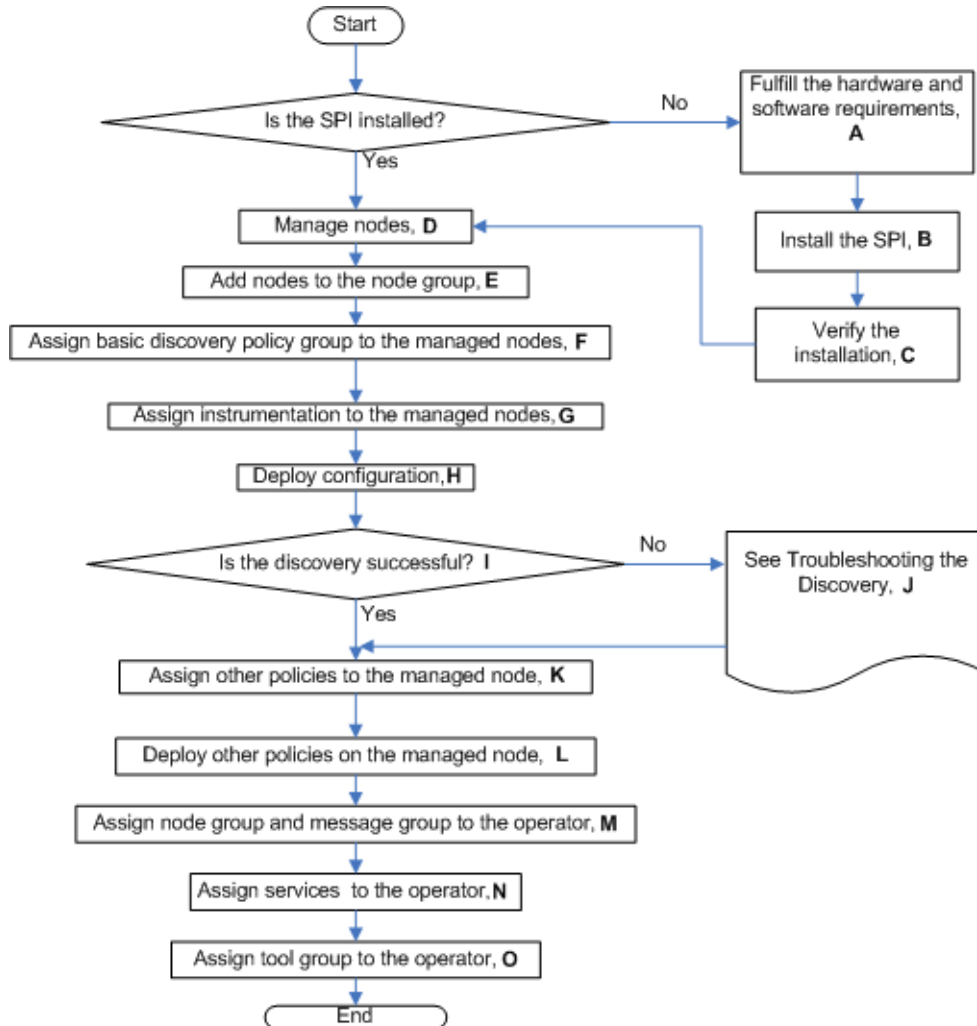 Start
Is the SPI installed?
No
Fulfill the hardware and
software requirements,
A
Yes
Install the SPI, B
Verify the
installation, C
Manage nodes, D
Add nodes to the node group, E
Assign basic discovery policy group to the managed nodes, F
Assign instrumentation to the managed nodes, G
Deploy configuration, H
Is the discovery successful? I
No
See Troubleshooting the
Discovery, J
Yes
Assign other policies to the managed node, K
Deploy other policies on the managed node, L
Assign node group and message group to the operator, M
Assign services to the operator, N
Assign tool group to the operator, O
End